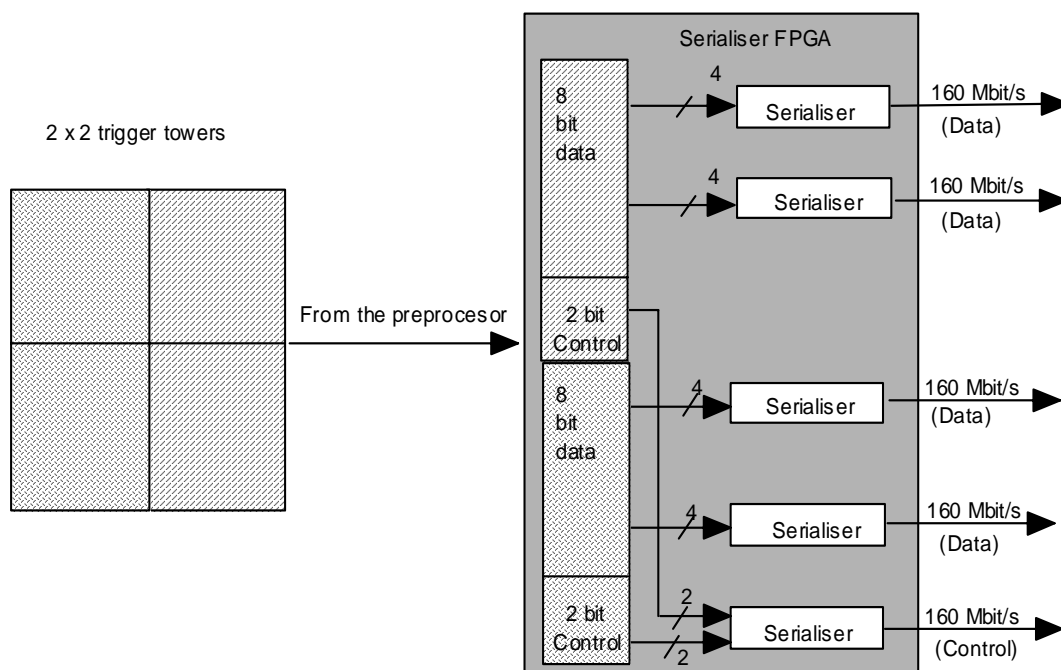 Serialiser FPGA
2 x 2 trigger towers
From the preprocesor
8
bit
data
2 bit
Control
8
bit
data
2 bit
Control
4
Serialiser
160 Mbit/s
(Data)
4
Serialiser
160 Mbit/s
(Data)
4
Serialiser
160 Mbit/s
(Data)
4
Serialiser
160 Mbit/s
(Data)
2
2
Serialiser
160 Mbit/s
(Control)